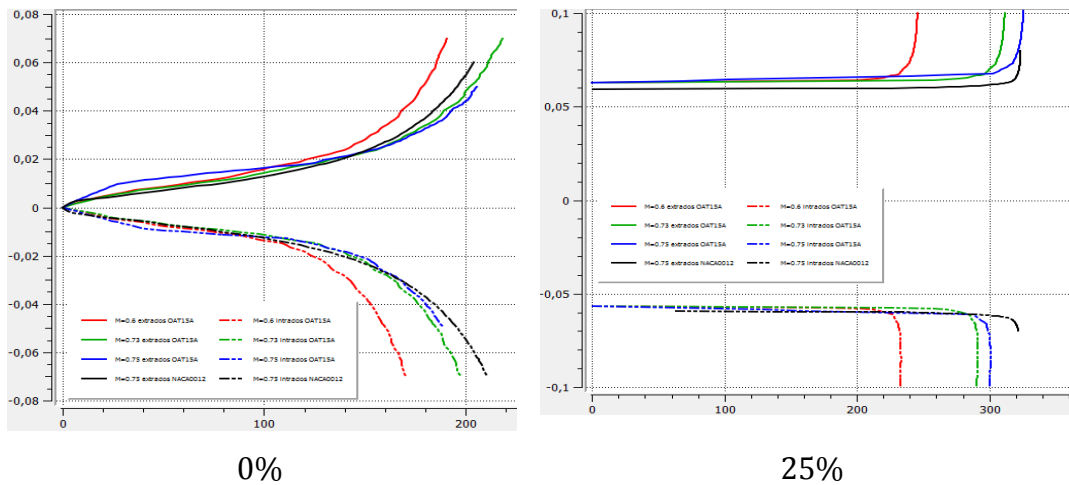 0,08
0,06
0,04
0,02
0
-0,02
-0,04
-0,06
-0,08
0
100
200
M=0.6 extrados OAT15A
M=0.73 extrados OAT15A
M=0.75 extrados OAT15A
M=0.75 extrados NACA0012
M=0.6 intrados OAT15A
M=0.73 intrados OAT15A
M=0.75 intrados OAT15A
M=0.75 intrados NACA0012
0%
0,1
0,05
0
-0,05
-0,1
0
100
200
300
M=0.6 extrados OAT15A
M=0.73 extrados OAT15A
M=0.75 extrados OAT15A
M=0.75 extrados NACA0012
M=0.6 intrados OAT15A
M=0.73 intrados OAT15A
M=0.75 intrados OAT15A
M=0.75 intrados NACA0012
25%